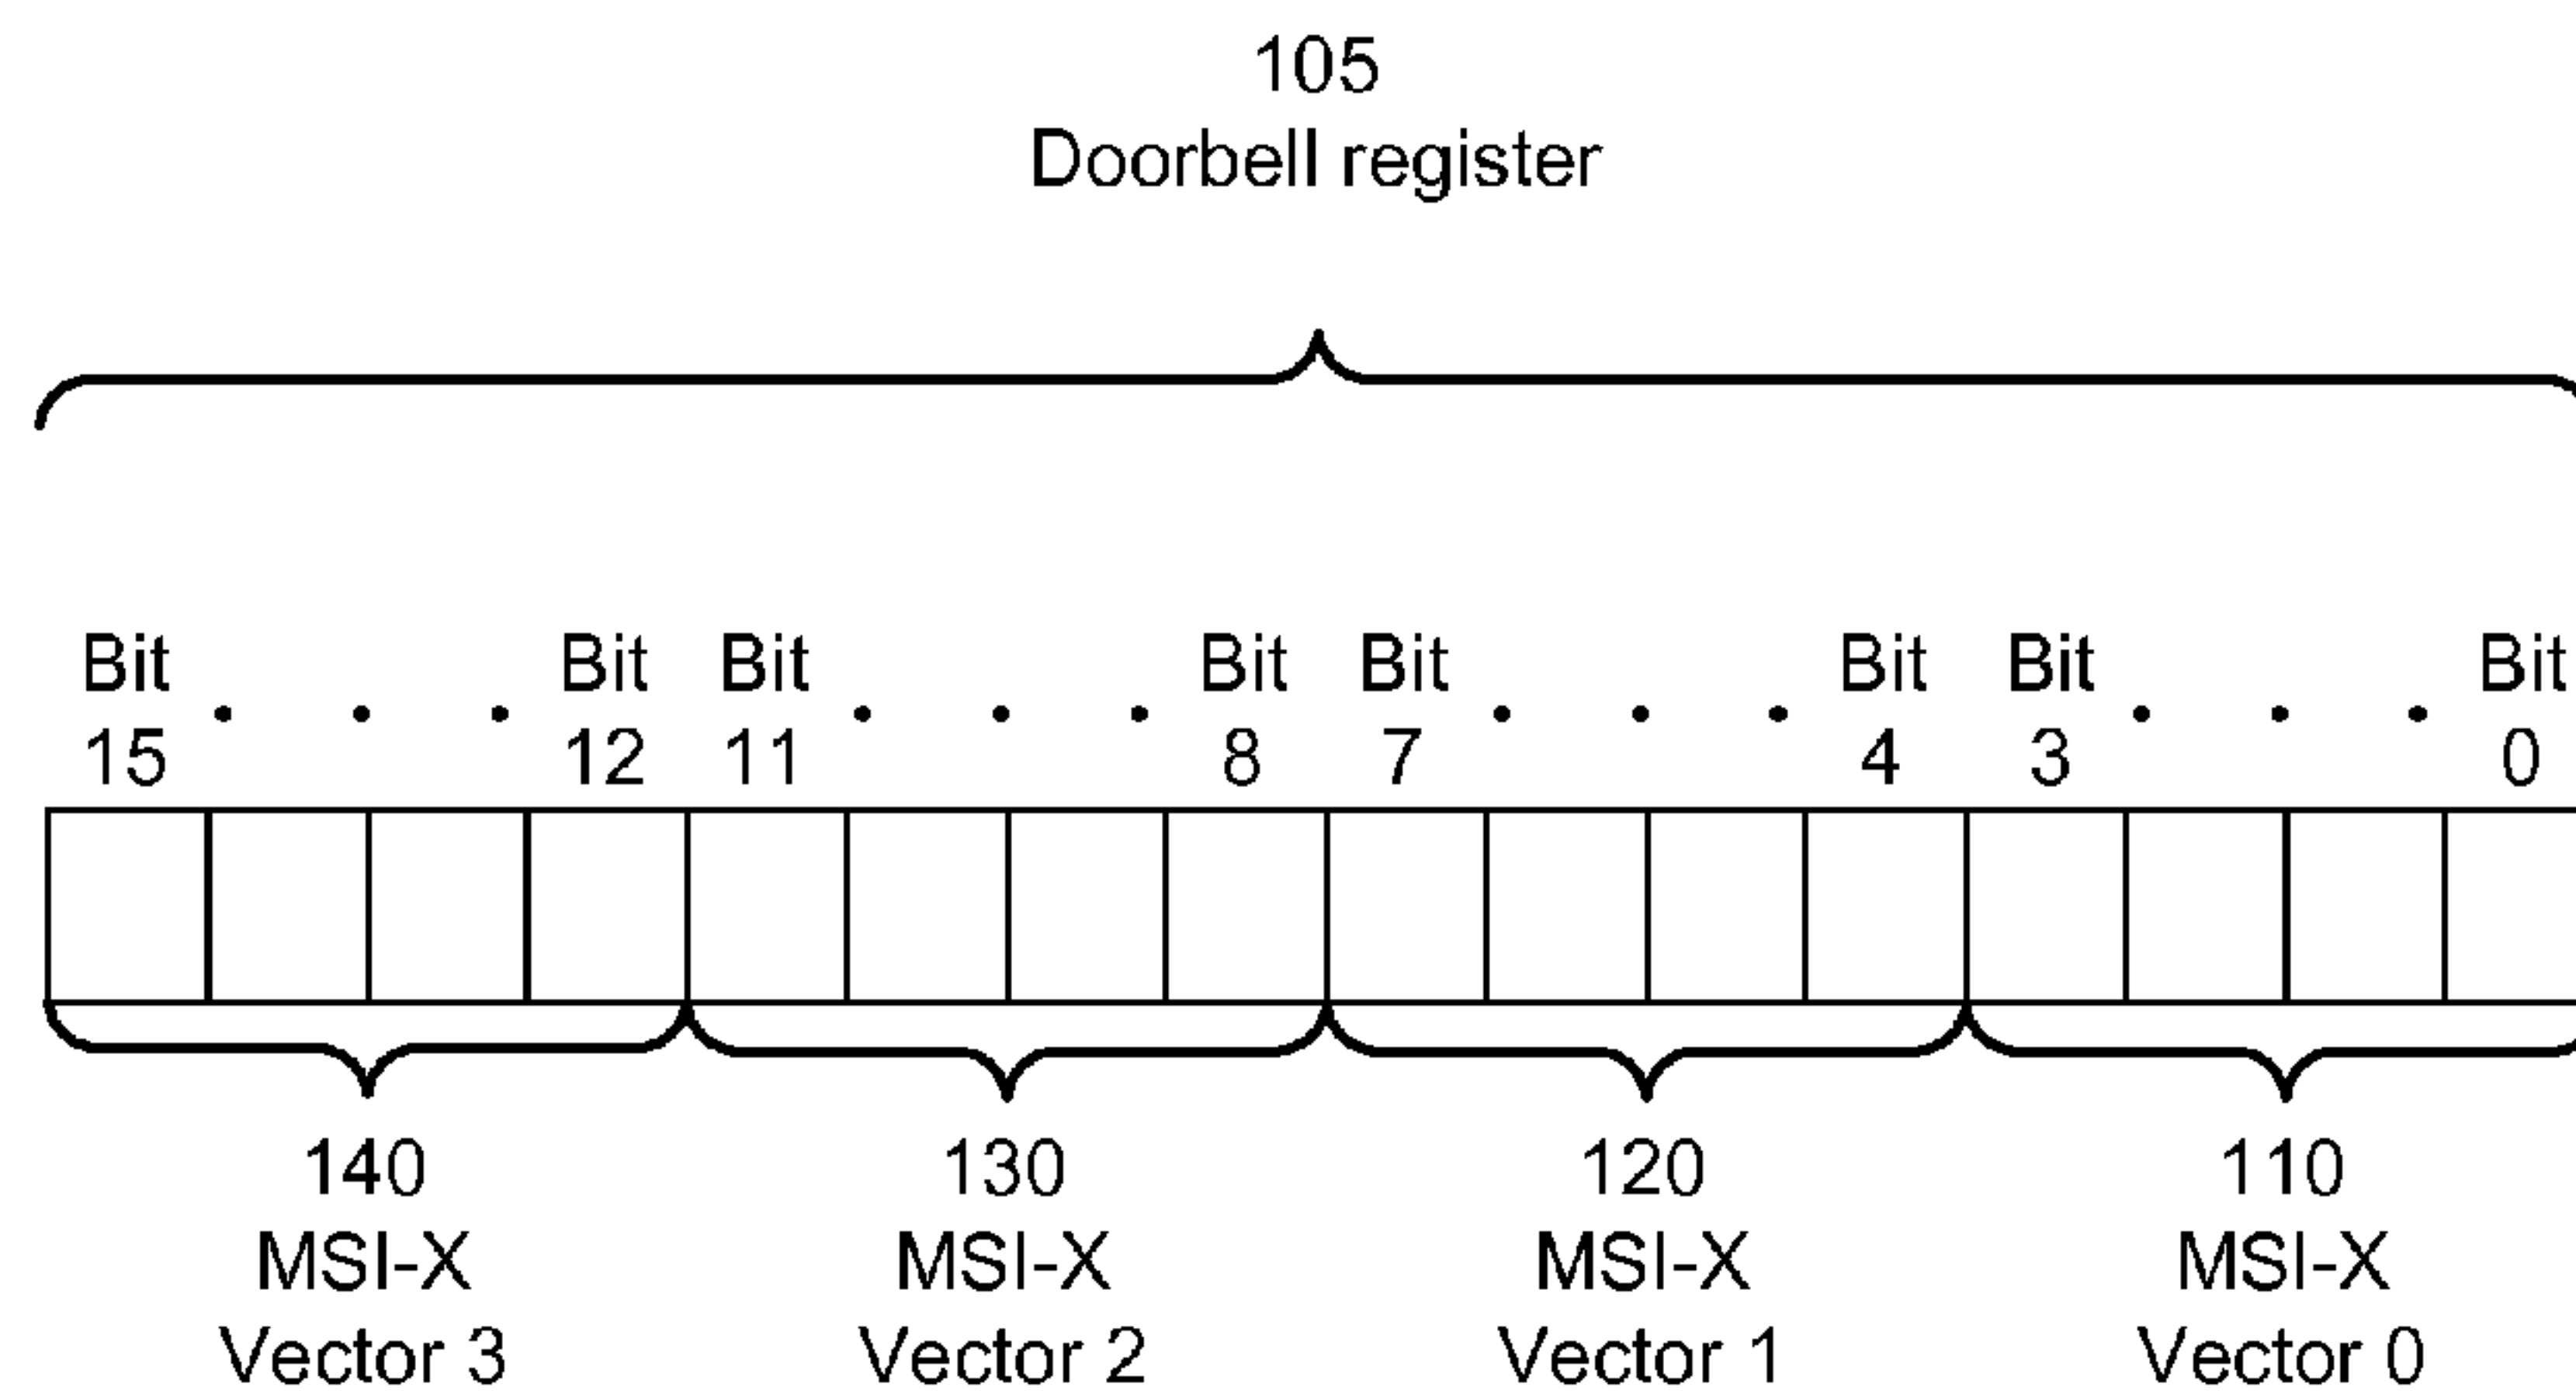 105
Doorbell register
Bit Bit Bit Bit Bit Bit Bit Bit
15 . . . 12 11 . . . 8 7 . . . 4 3 . . . 0
140 130 120 110
MSI-X MSI-X MSI-X MSI-X
Vector 3 Vector 2 Vector 1 Vector 0